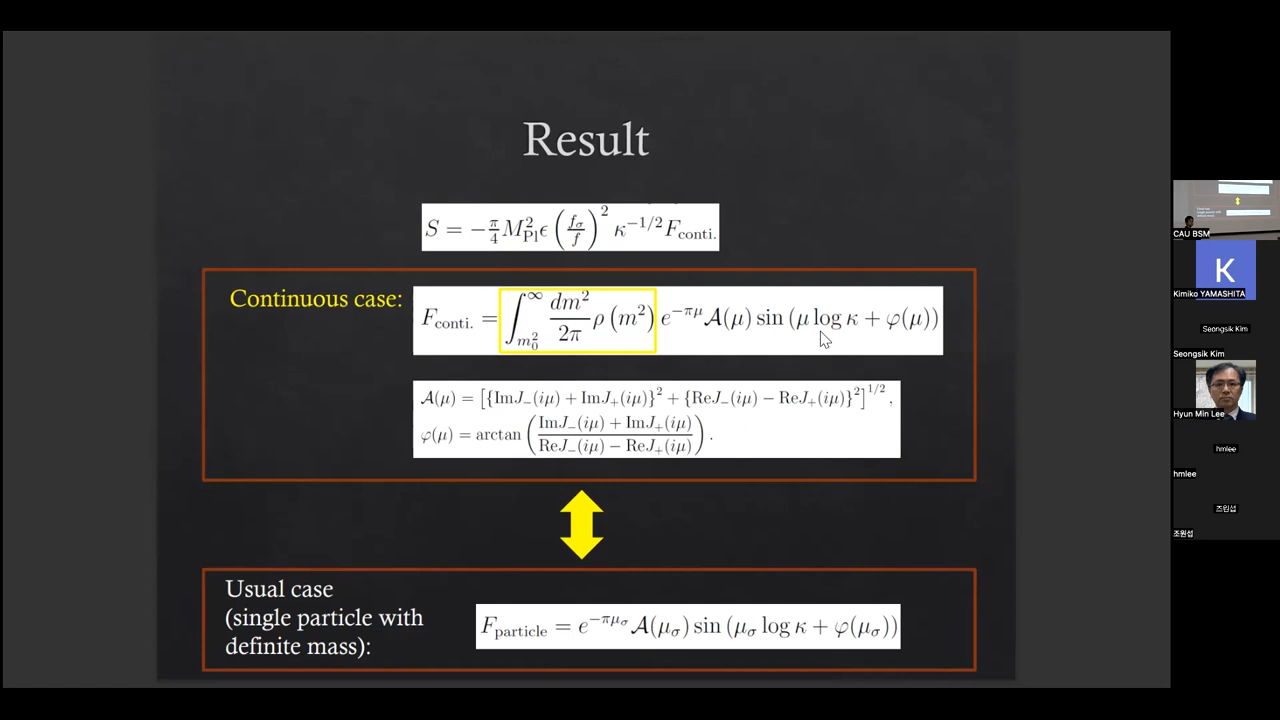 Result
S = −π/4 M_Pl^2 ϵ (f_σ/f)^2 κ^{−1/2} F_conti.
Continuous case:
F_conti. = ∫_{m_0^2}^∞ dm^2/2π ρ(m^2) e^{−πμ} 𝒜(μ) sin (μ log κ + φ(μ))
𝒜(μ) = [{ImJ_−(iμ) + ImJ_+(iμ)}^2 + {ReJ_−(iμ) − ReJ_+(iμ)}^2]^{1/2},
φ(μ) = arctan (ImJ_−(iμ) + ImJ_+(iμ) / ReJ_−(iμ) − ReJ_+(iμ)).
Usual case
(single particle with
definite mass):
F_particle = e^{−πμ_σ} 𝒜(μ_σ) sin (μ_σ log κ + φ(μ_σ))
CAU BSM
K
Kimiko YAMASHITA
Seongsik Kim
Seongsik Kim
Hyun Min Lee
hmlee
hmlee
조원섭
조원섭